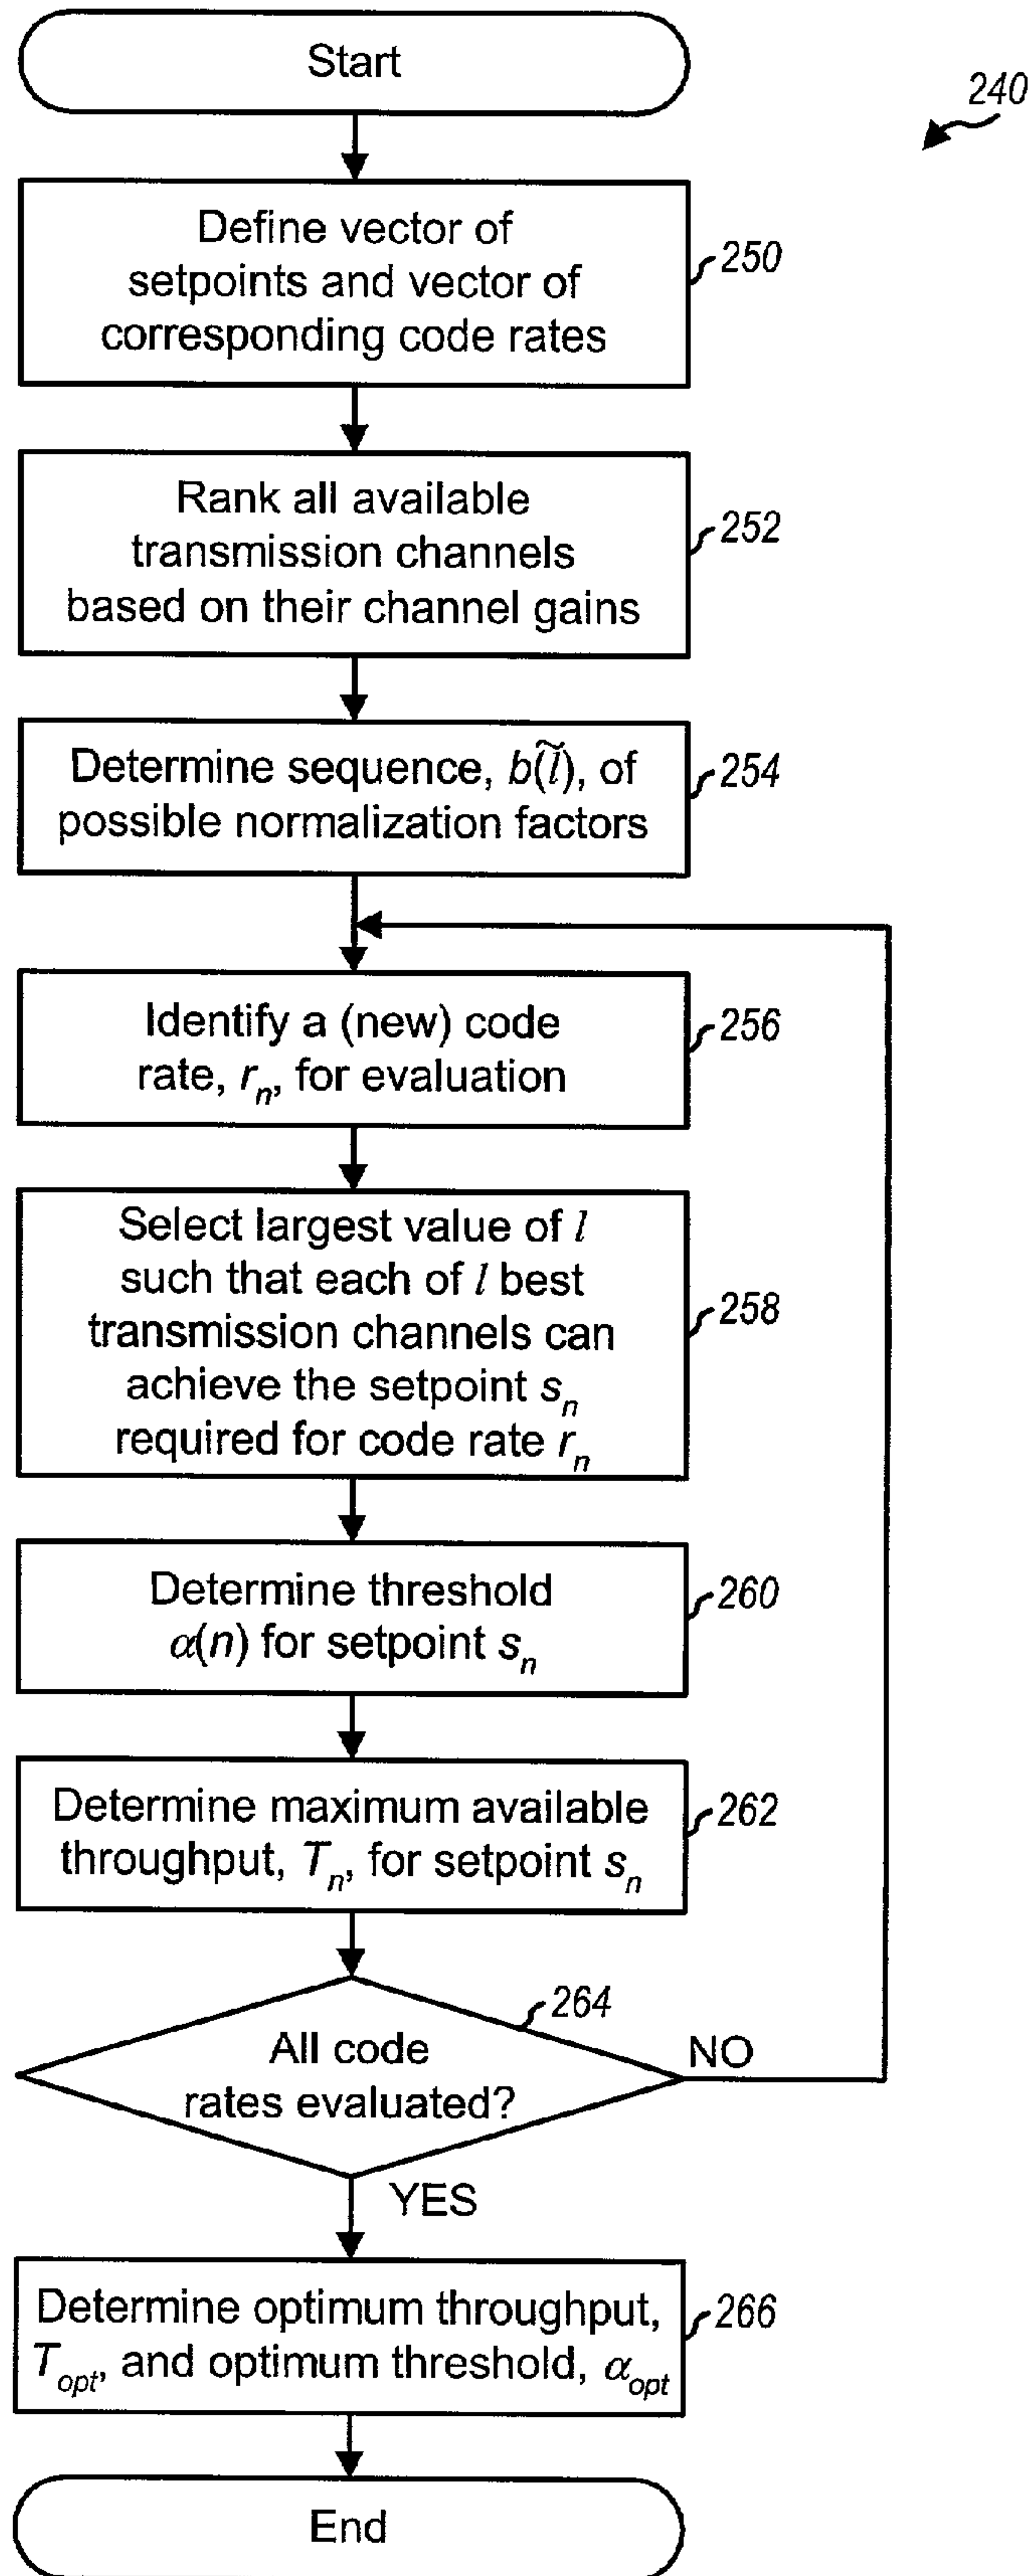 Start
240
Define vector of
setpoints and vector of
corresponding code rates
250
Rank all available
transmission channels
based on their channel gains
252
Determine sequence, b(l̃), of
possible normalization factors
254
Identify a (new) code
rate, rₙ, for evaluation
256
Select largest value of l
such that each of l best
transmission channels can
achieve the setpoint sₙ
required for code rate rₙ
258
Determine threshold
α(n) for setpoint sₙ
260
Determine maximum available
throughput, Tₙ, for setpoint sₙ
262
264
All code
rates evaluated?
NO
YES
Determine optimum throughput,
T_opt, and optimum threshold, α_opt
266
End